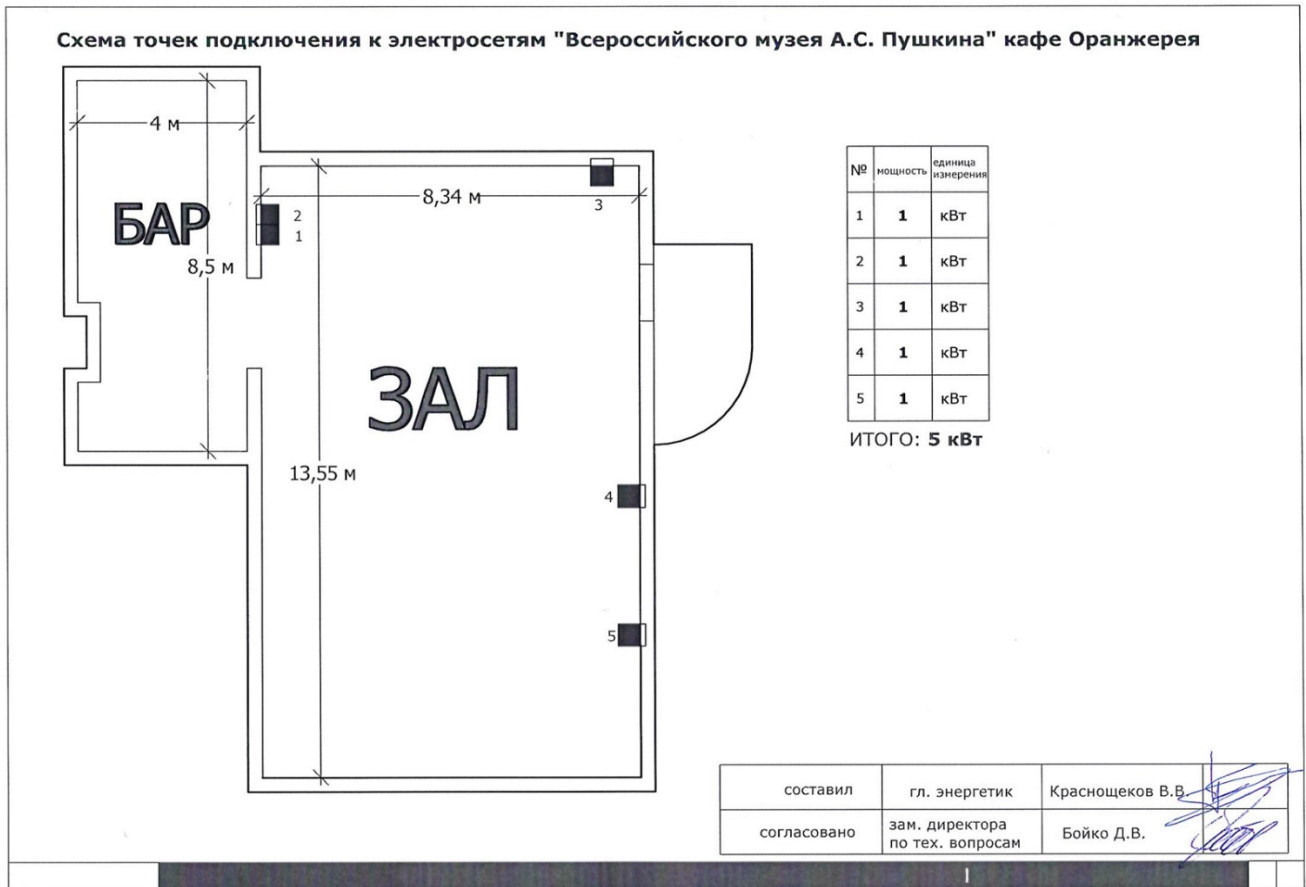 Схема точек подключения к электросетям "Всероссийского музея А.С. Пушкина" кафе Оранжерея
4 м
8,34 м
3
БАР
2
1
8,5 м
ЗАЛ
13,55 м
4
5
№ мощность единица измерения
1 1 кВт
2 1 кВт
3 1 кВт
4 1 кВт
5 1 кВт
ИТОГО: 5 кВт
составил гл. энергетик Краснощеков В.В.
согласовано зам. директора по тех. вопросам Бойко Д.В.